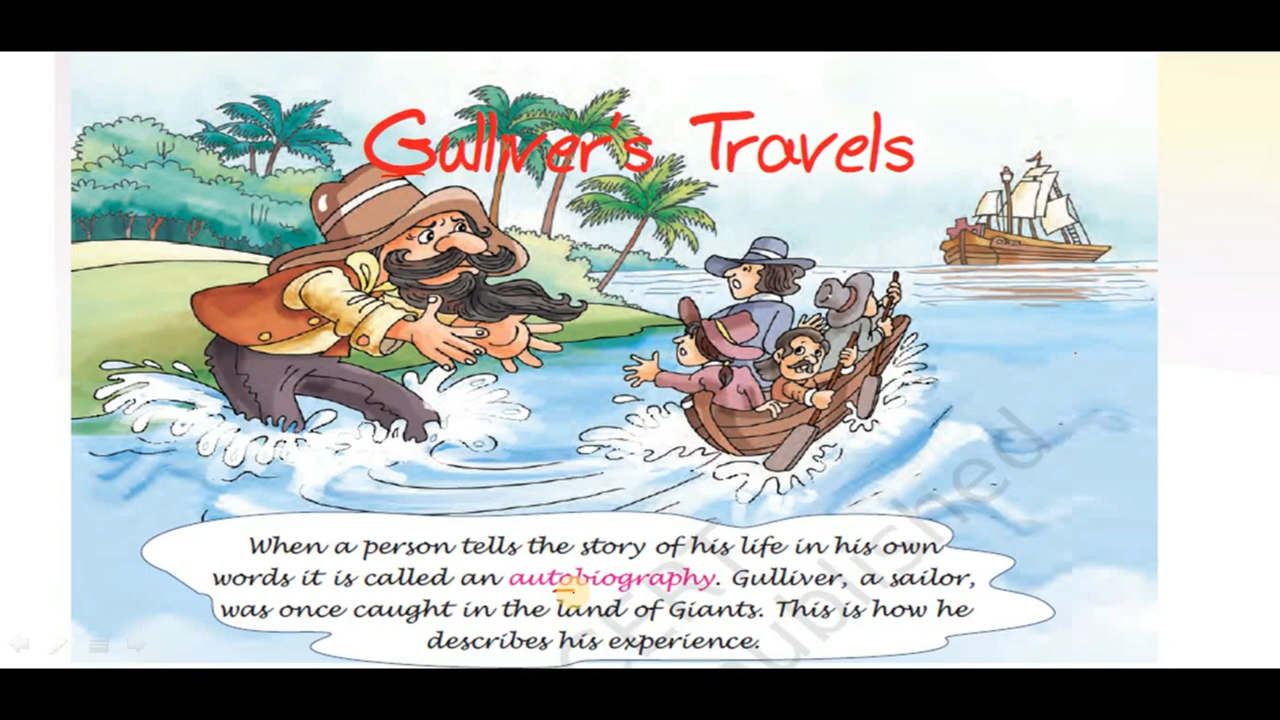 Gulliver's Travels
When a person tells the story of his life in his own
words it is called an autobiography. Gulliver, a sailor,
was once caught in the land of Giants. This is how he
describes his experience.